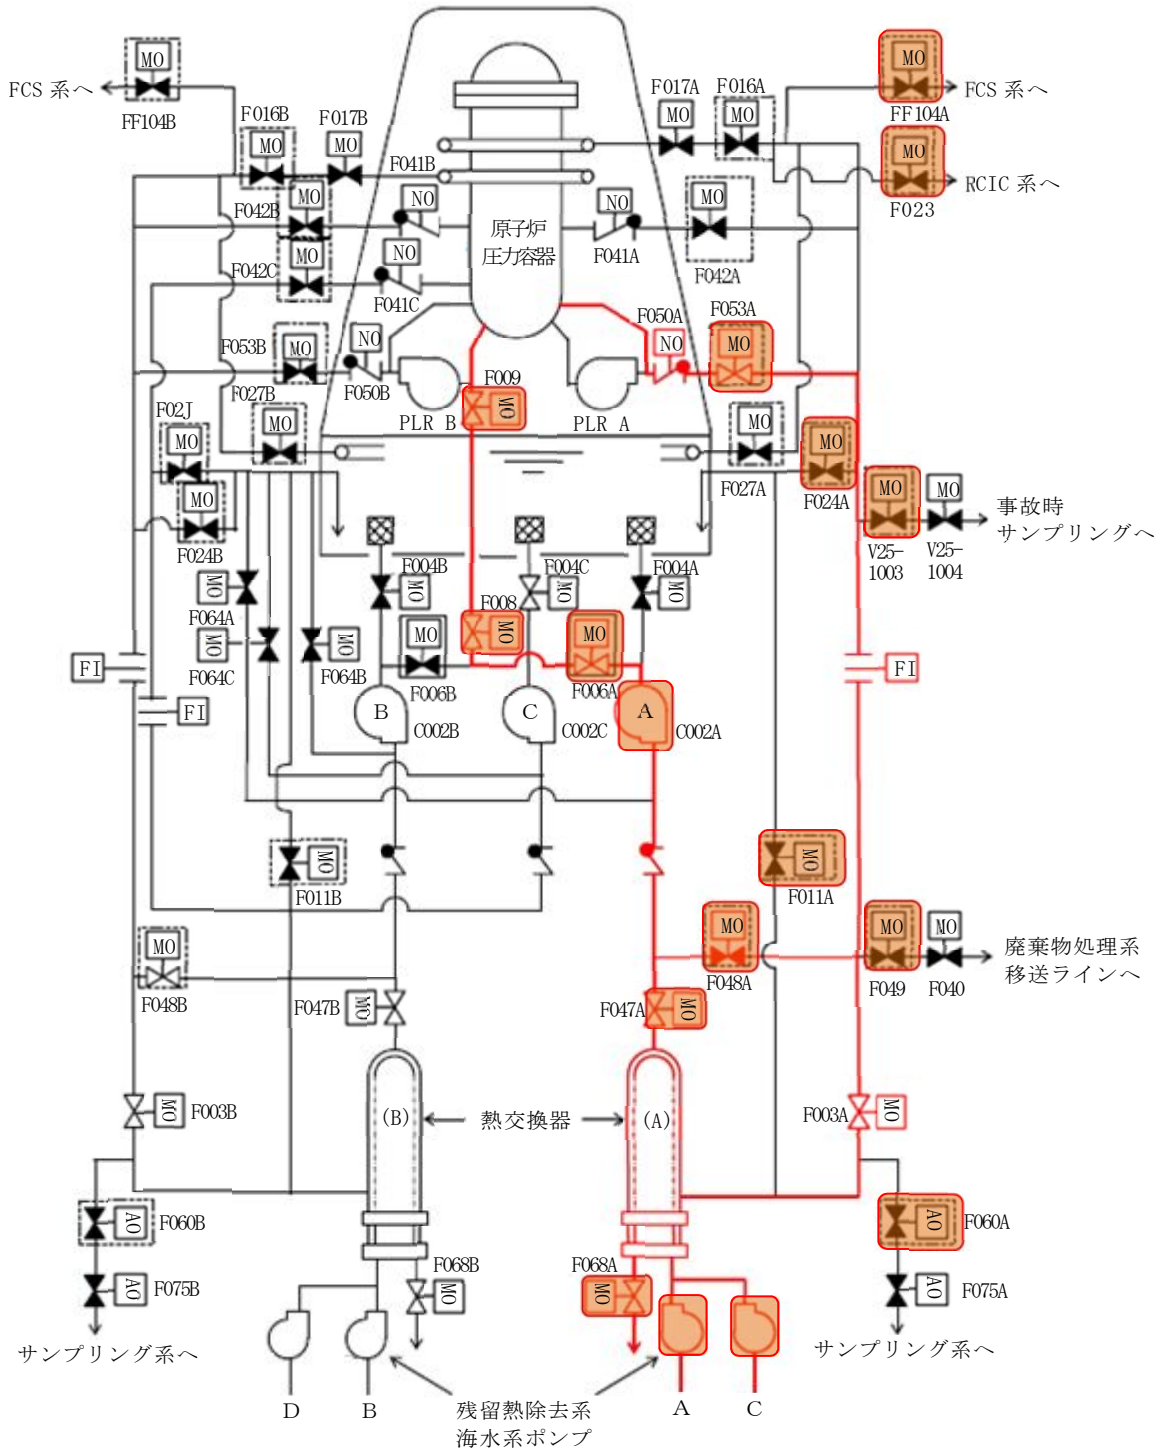 MO
FCS 系へ
FF104B
F016B
F017B
MO
MO
F041B
F017A
F016A
MO
MO
MO
FCS 系へ
FF104A
MO
RCIC 系へ
F023
MO
F042B
NO
原子炉
圧力容器
NO
F041A
MO
F042A
MO
F042C
NO
F041C
F053B
MO
NO
F050B
F050A
NO
F053A
MO
F027B
MO
PLR B
F009
MO
PLR A
F02J
MO
MO
F024B
MO
F027A
MO
F024A
MO
V25-
1003
MO
V25-
1004
事故時
サンプリングへ
F004B
MO
F004C
MO
F004A
MO
MO
F064A
MO
F064C
MO
F064B
F008
MO
MO
F006B
MO
F006A
FI
FI
FI
B
C002B
C
C002C
A
C002A
MO
F011B
MO
F011A
MO
F048B
MO
F048A
MO
F049
MO
F040
廃棄物処理系
移送ラインへ
F047B
MO
F047A
MO
MO
F003B
(B)
熱交換器
(A)
F003A
MO
AO
F060B
AO
F060A
AO
F075B
F068B
MO
F068A
MO
AO
F075A
サンプリング系へ
サンプリング系へ
D
B
残留熱除去系
海水系ポンプ
A
C